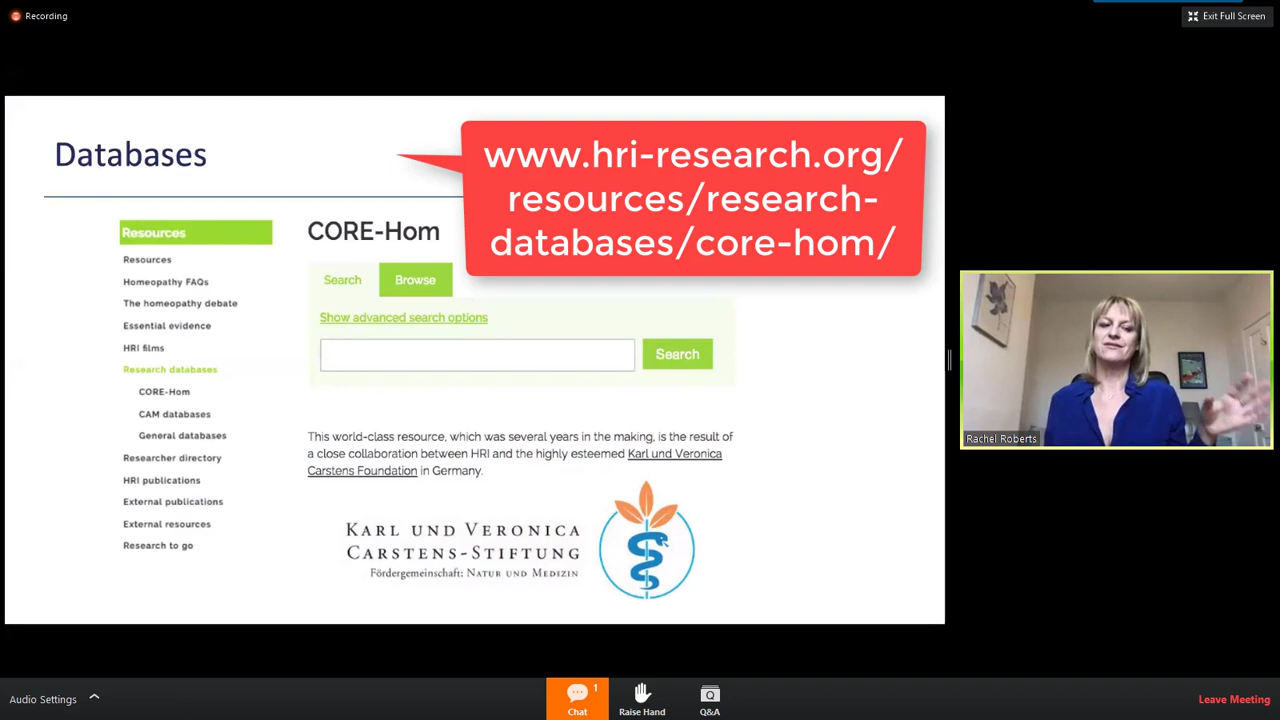 Recording
Exit Full Screen
Databases
www.hri-research.org/
resources/research-
databases/core-hom/
Resources
Resources
Homeopathy FAQs
The homeopathy debate
Essential evidence
HRI films
Research databases
CORE-Hom
CAM databases
General databases
Researcher directory
HRI publications
External publications
External resources
Research to go
CORE-Hom
Search
Browse
Show advanced search options
Search
This world-class resource, which was several years in the making, is the result
of a close collaboration between HRI and the highly esteemed Karl und Veronica
Carstens Foundation in Germany.
KARL UND VERONICA
CARSTENS-STIFTUNG
Fördergemeinschaft: NATUR UND MEDIZIN
Rachel Roberts
Audio Settings
1
Chat
Raise Hand
Q
Q&A
Leave Meeting